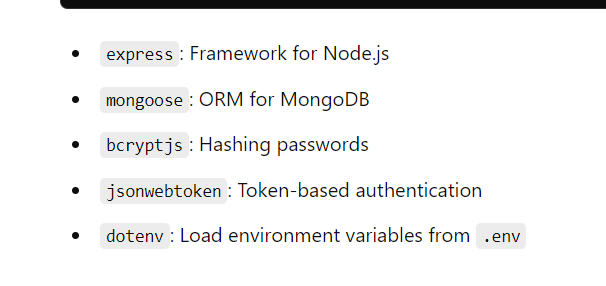 express: Framework for Node.js
mongoose: ORM for MongoDB
bcryptjs: Hashing passwords
jsonwebtoken: Token-based authentication
dotenv: Load environment variables from .env